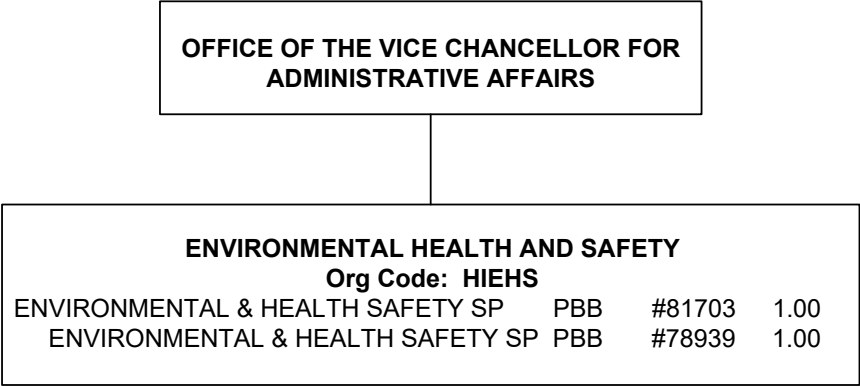 OFFICE OF THE VICE CHANCELLOR FOR
ADMINISTRATIVE AFFAIRS
ENVIRONMENTAL HEALTH AND SAFETY
Org Code: HIEHS
ENVIRONMENTAL & HEALTH SAFETY SP PBB #81703 1.00
ENVIRONMENTAL & HEALTH SAFETY SP PBB #78939 1.00